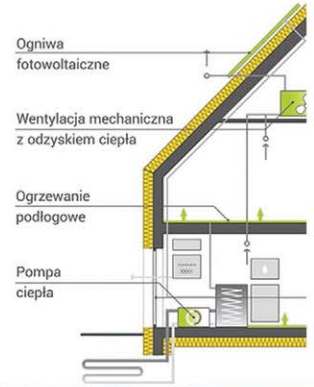 Ogniwa
fotowoltaiczne
Wentylacja mechaniczna
z odzyskiem ciepła
Ogrzewanie
podłogowe
Pompa
ciepła